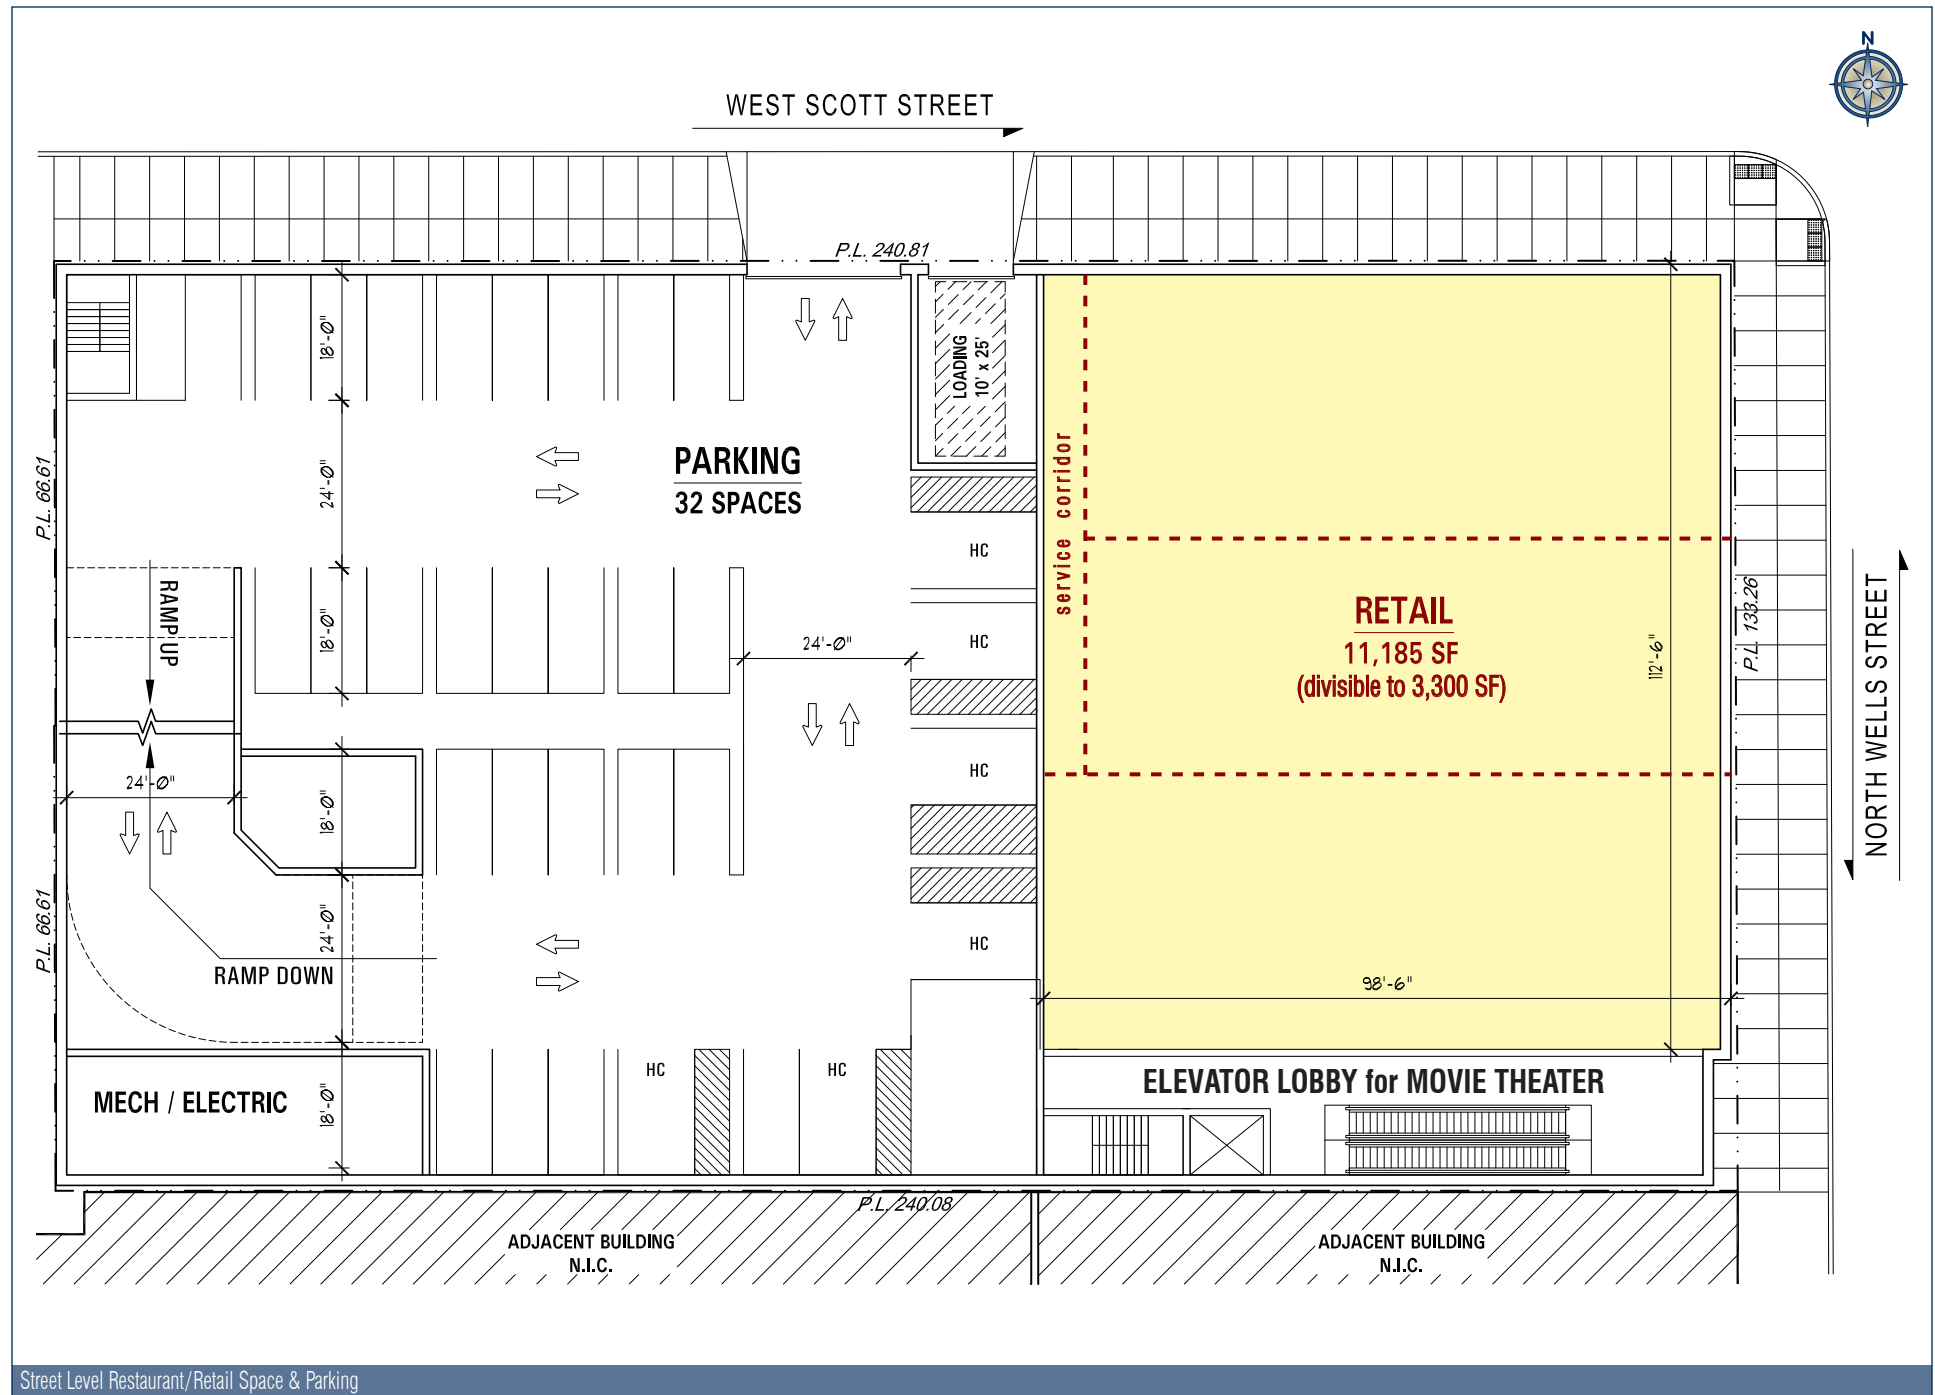 N
WEST SCOTT STREET
P.L. 240.81
18'-0"
LOADING
10' x 25'
PARKING
32 SPACES
24'-0"
P.L. 66.61
service corridor
HC
RAMP UP
18'-0"
HC
24'-0"
RETAIL
11,185 SF
(divisible to 3,300 SF)
112'-6"
P.L. 133.26
NORTH WELLS STREET
HC
24'-0"
18'-0"
P.L. 66.61
24'-0"
HC
RAMP DOWN
98'-6"
HC
HC
MECH / ELECTRIC
18'-0"
ELEVATOR LOBBY for MOVIE THEATER
P.L. 240.08
ADJACENT BUILDING
N.I.C.
ADJACENT BUILDING
N.I.C.
Street Level Restaurant/Retail Space & Parking